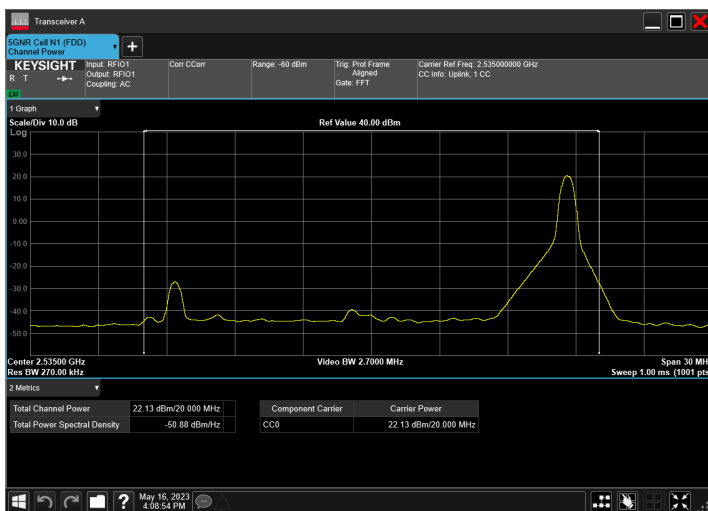 Transceiver A
5GNR Cell N1 (FDD)
Channel Power
KEYSIGHT
R T
LXI
Input: RFIO1
Output: RFIO1
Coupling: AC
Corr CCorr
Range: -60 dBm
Trig: Prot Frame
Aligned
Gate: FFT
Carrier Ref Freq: 2.535000000 GHz
CC Info: Uplink, 1 CC
1 Graph
Scale/Div 10.0 dB
Ref Value 40.00 dBm
Log
30.0
20.0
10.0
0.00
-10.0
-20.0
-30.0
-40.0
-50.0
Center 2.53500 GHz
Video BW 2.7000 MHz
Span 30 MH
Res BW 270.00 kHz
Sweep 1.00 ms (1001 pts
2 Metrics
Total Channel Power 22.13 dBm/20.000 MHz
Total Power Spectral Density -50.88 dBm/Hz
Component Carrier Carrier Power
CC0 22.13 dBm/20.000 MHz
?
May 16, 2023
4:08:54 PM